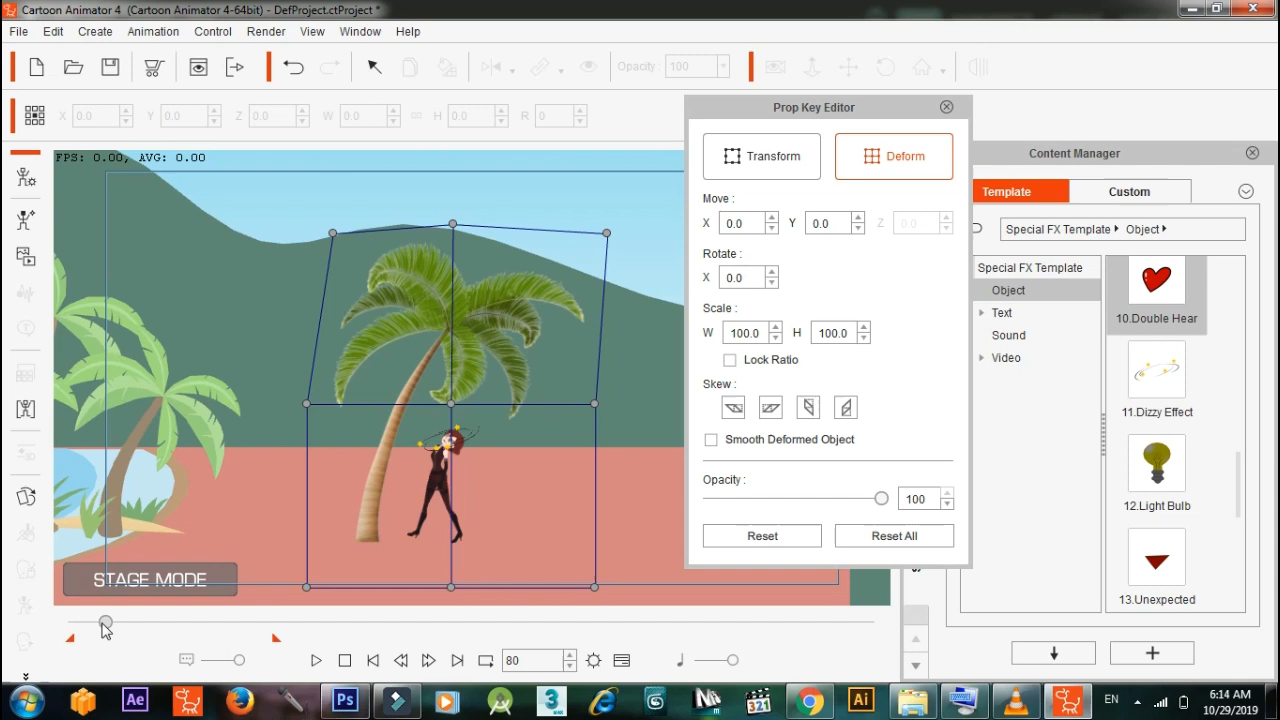 Cartoon Animator 4 (Cartoon Animator 4-64bit) - DefProject.ctProject *
File Edit Create Animation Control Render View Window Help
Opacity : 100
X 0.0 Y 0.0 Z 0.0 W 0.0 H 0.0 R 0
FPS: 0.00, AVG: 0.00
Prop Key Editor
Transform Deform
Move :
X 0.0 Y 0.0 Z 0.0
Rotate :
X 0.0
Scale :
W 100.0 H 100.0
Lock Ratio
Skew :
Smooth Deformed Object
Opacity :
100
Reset Reset All
Content Manager
Template Custom
Special FX Template Object
Special FX Template
Object
Text
Sound
Video
10.Double Hear
11.Dizzy Effect
12.Light Bulb
13.Unexpected
STAGE MODE
80
Ae Ps 3 321 Ai
EN
6:14 AM
10/29/2019